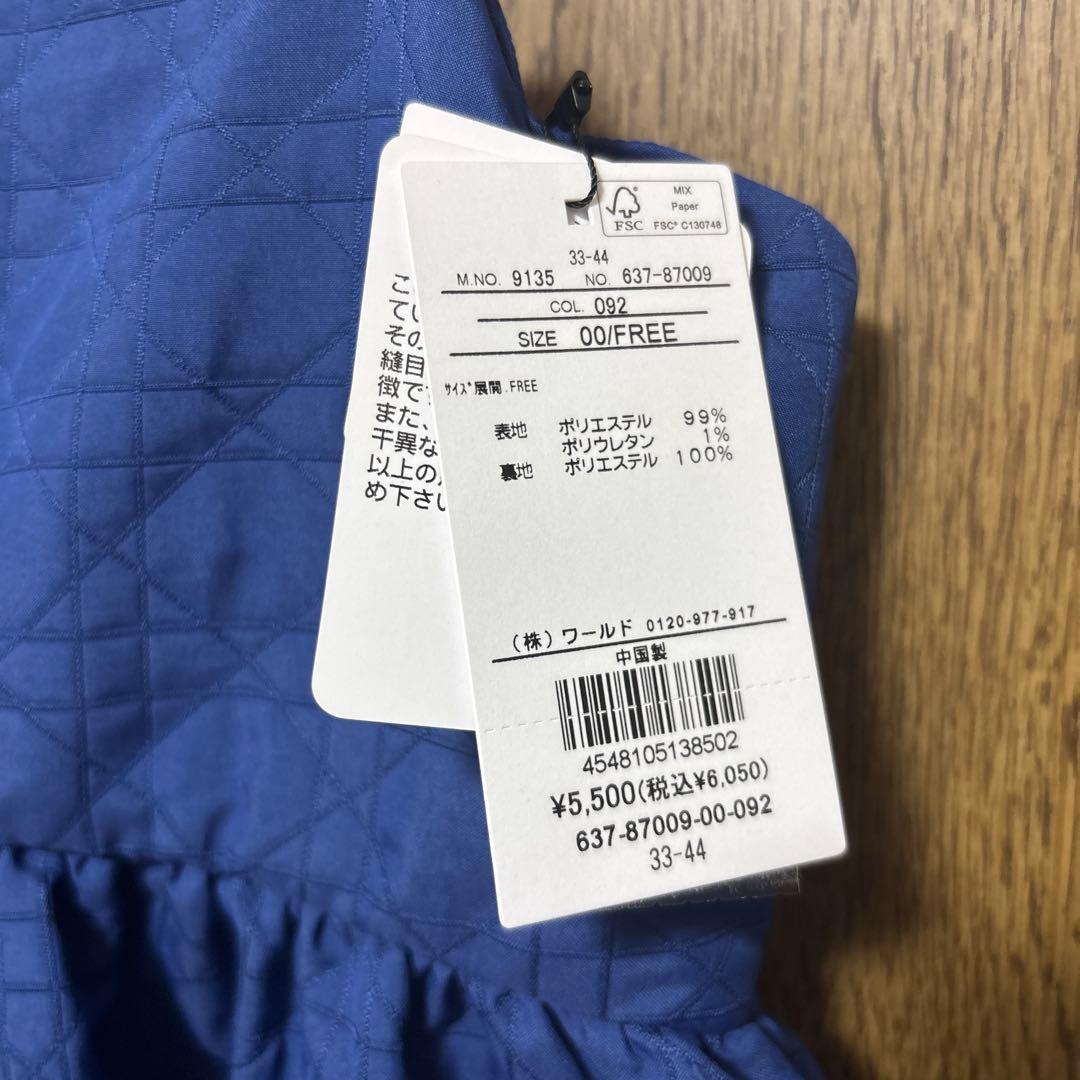 MIX
Paper
FSC
FSC® C130748
33-44
M.NO. 9135 NO. 637-87009
COL. 092
SIZE 00/FREE
サイズ展開.FREE
表地 ポリエステル 99%
ポリウレタン 1%
裏地 ポリエステル 100%
(株)ワールド 0120-977-917
中国製
4548105138502
¥5,500(税込¥6,050)
637-87009-00-092
33-44
こ
てい
その
縫目
徴で
また、
干異な
以上の
め下さい